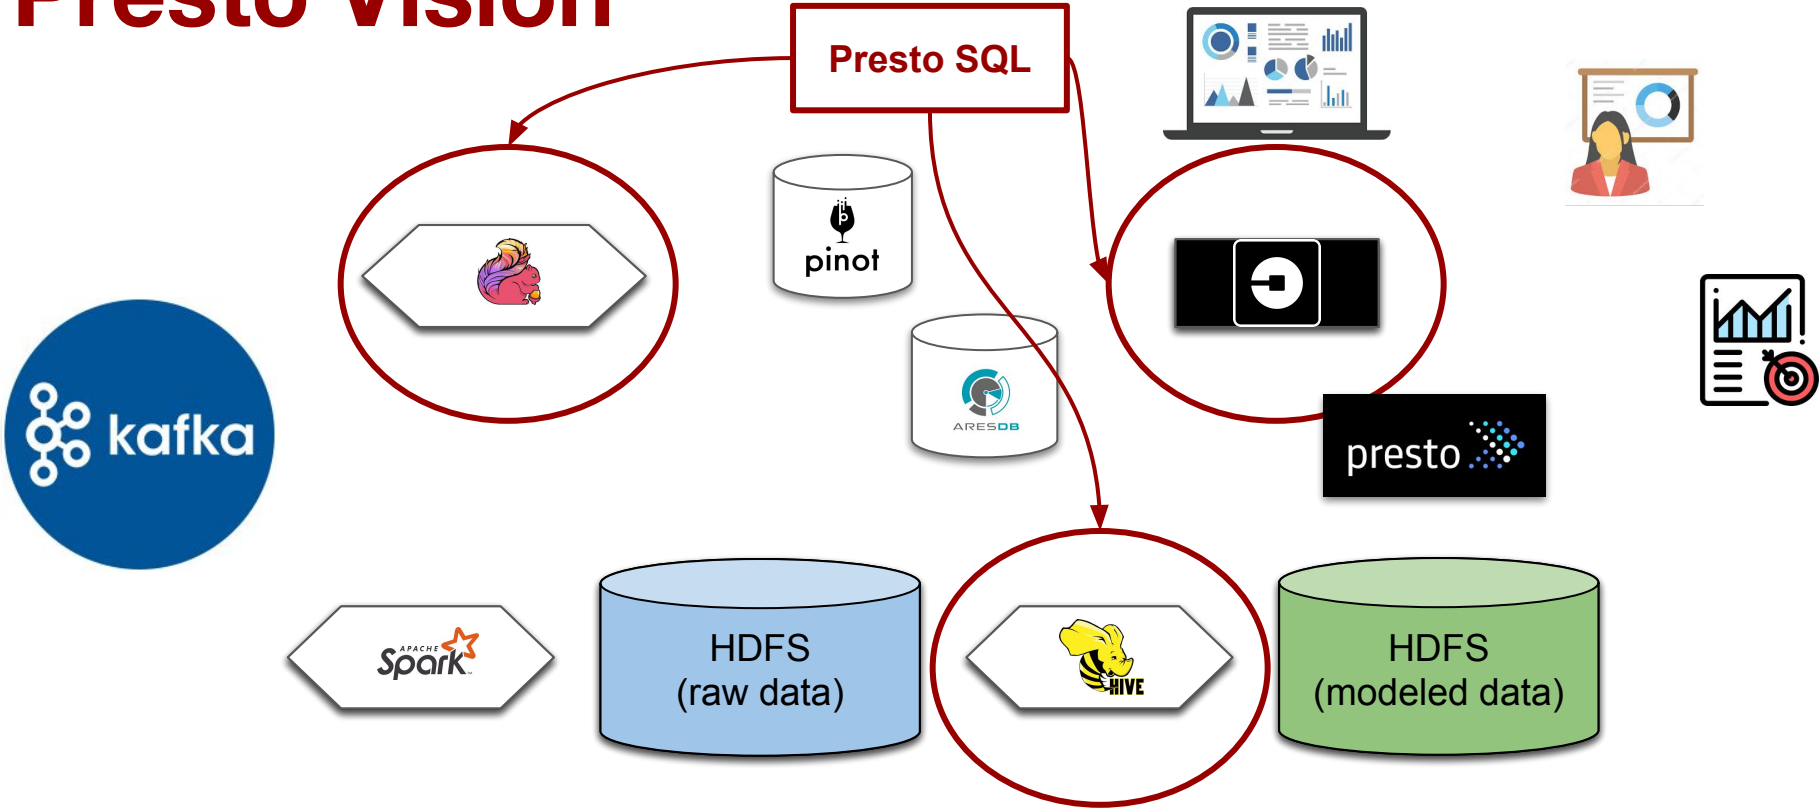 Presto Vision
Presto SQL
pinot
ARESDB
kafka
presto
APACHE
Spark
HDFS
(raw data)
HIVE
HDFS
(modeled data)